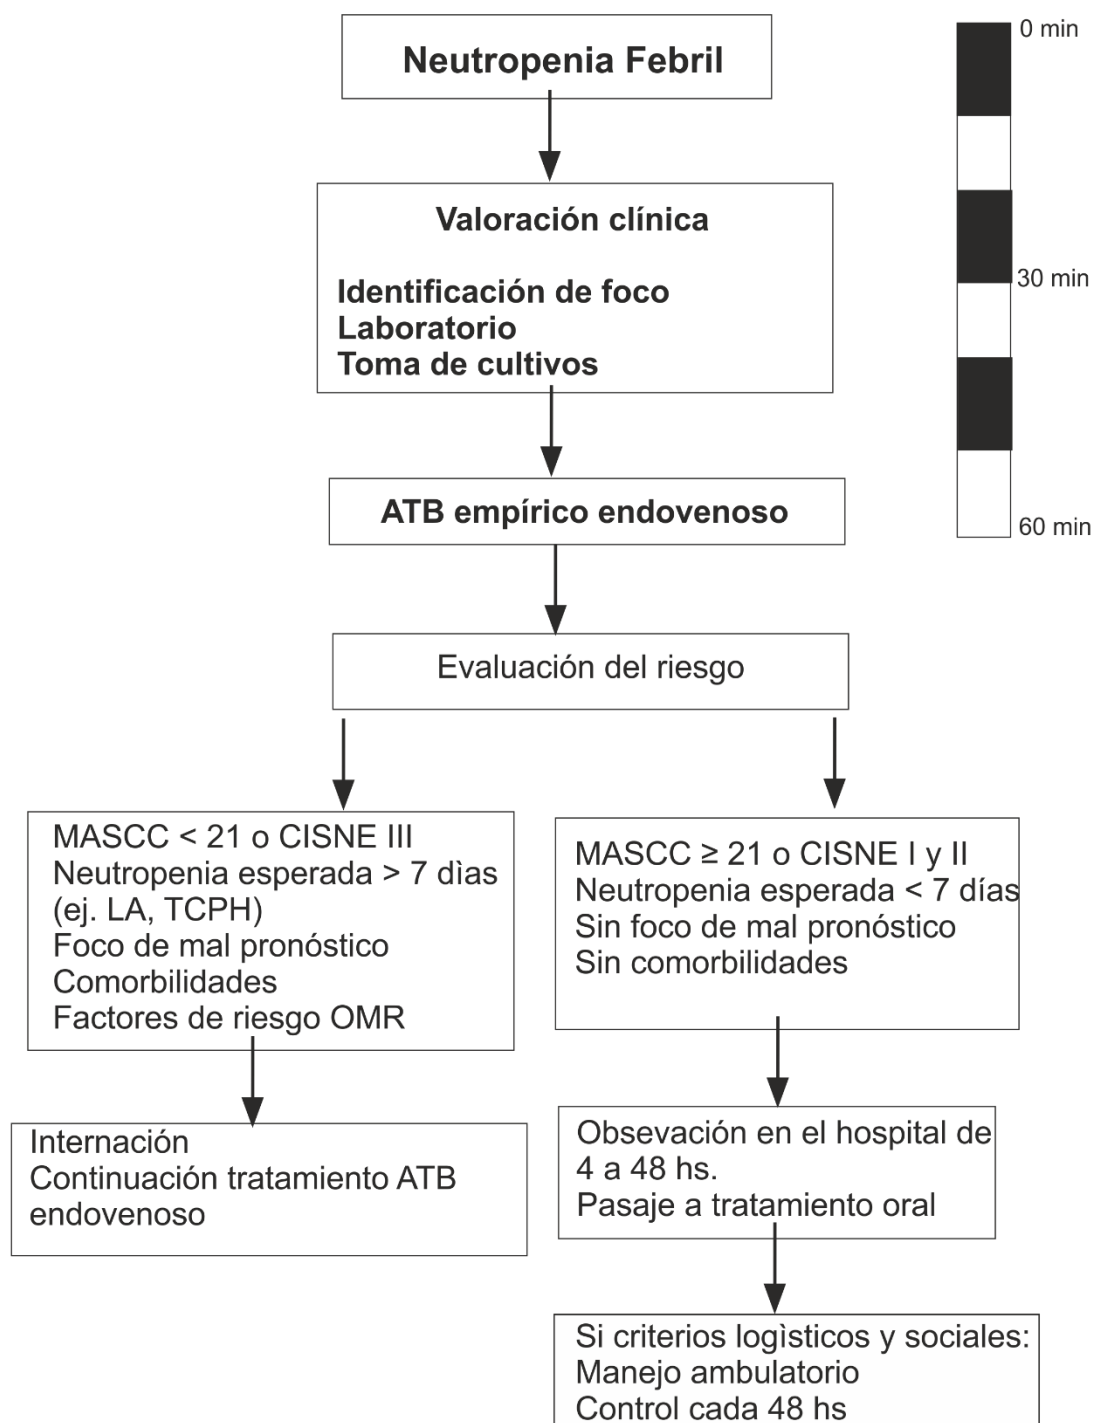 Neutropenia Febril
0 min
Valoración clínica
Identificación de foco
Laboratorio
Toma de cultivos
30 min
ATB empírico endovenoso
60 min
Evaluación del riesgo
MASCC < 21 o CISNE III
Neutropenia esperada > 7 dìas
(ej. LA, TCPH)
Foco de mal pronóstico
Comorbilidades
Factores de riesgo OMR
MASCC ≥ 21 o CISNE I y II
Neutropenia esperada < 7 días
Sin foco de mal pronóstico
Sin comorbilidades
Internación
Continuación tratamiento ATB
endovenoso
Obsevación en el hospital de
4 a 48 hs.
Pasaje a tratamiento oral
Si criterios logìsticos y sociales:
Manejo ambulatorio
Control cada 48 hs